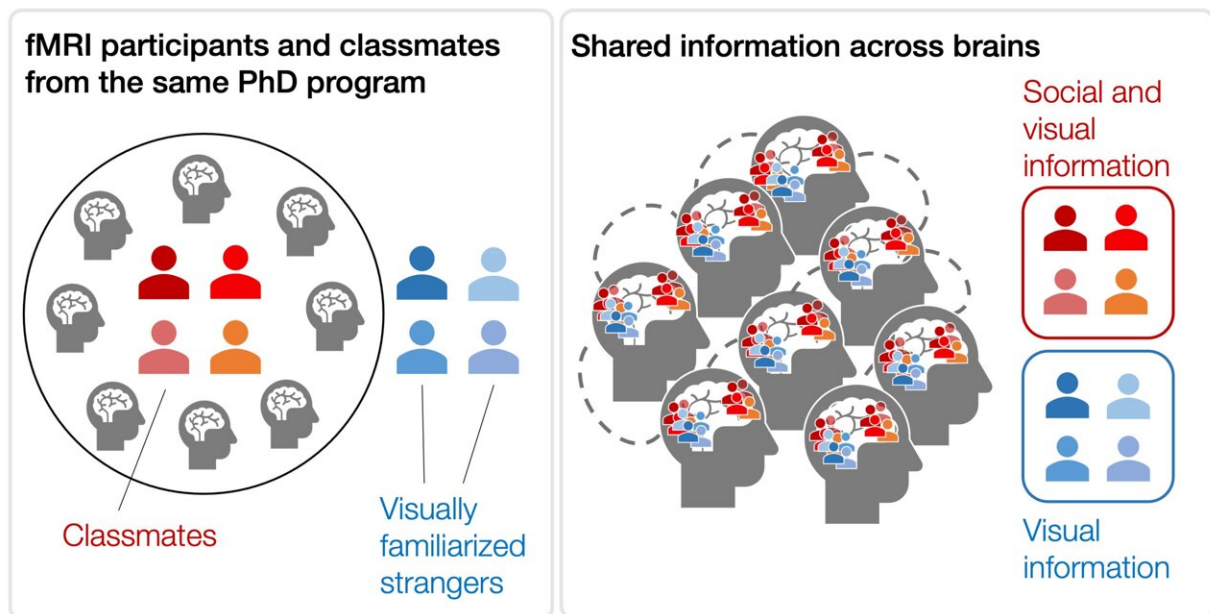 fMRI participants and classmates
from the same PhD program
Classmates
Visually
familiarized
strangers
Shared information across brains
Social and
visual
information
Visual
information